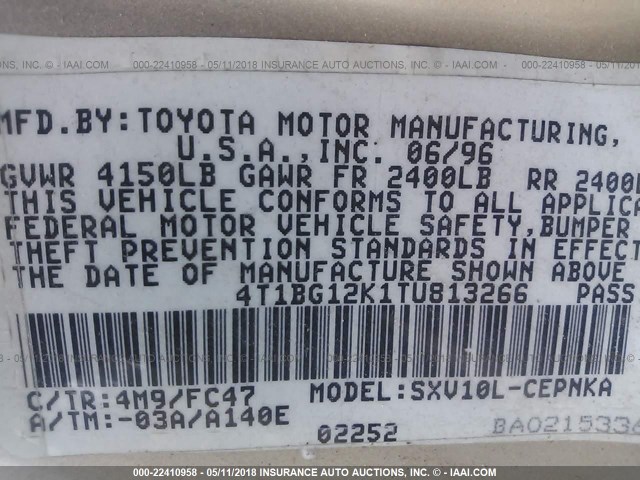 INC. - IAAI.COM 000-22410958 - 05/11/2018 INSURANCE AUTO AUCTIONS, INC. - IAAI.COM 000-22410958
MFD.BY:TOYOTA MOTOR MANUFACTURING,
U.S.A.,INC. 06/96
GVWR 4150LB GAWR FR 2400LB RR 2400
THIS VEHICLE CONFORMS TO ALL APPLICA
FEDERAL MOTOR VEHICLE SAFETY,BUMPER
THEFT PREVENTION STANDARDS IN EFFECT
THE DATE OF MANUFACTURE SHOWN ABOVE
4T1BG12K1TU813266 PASS
C/TR:4M9/FC47 MODEL:SXV10L-CEPNKA
A/TM:-03A/A140E
02252 BA021533
000-22410958 - 05/11/2018 INSURANCE AUTO AUCTIONS, INC. - IAAI.COM